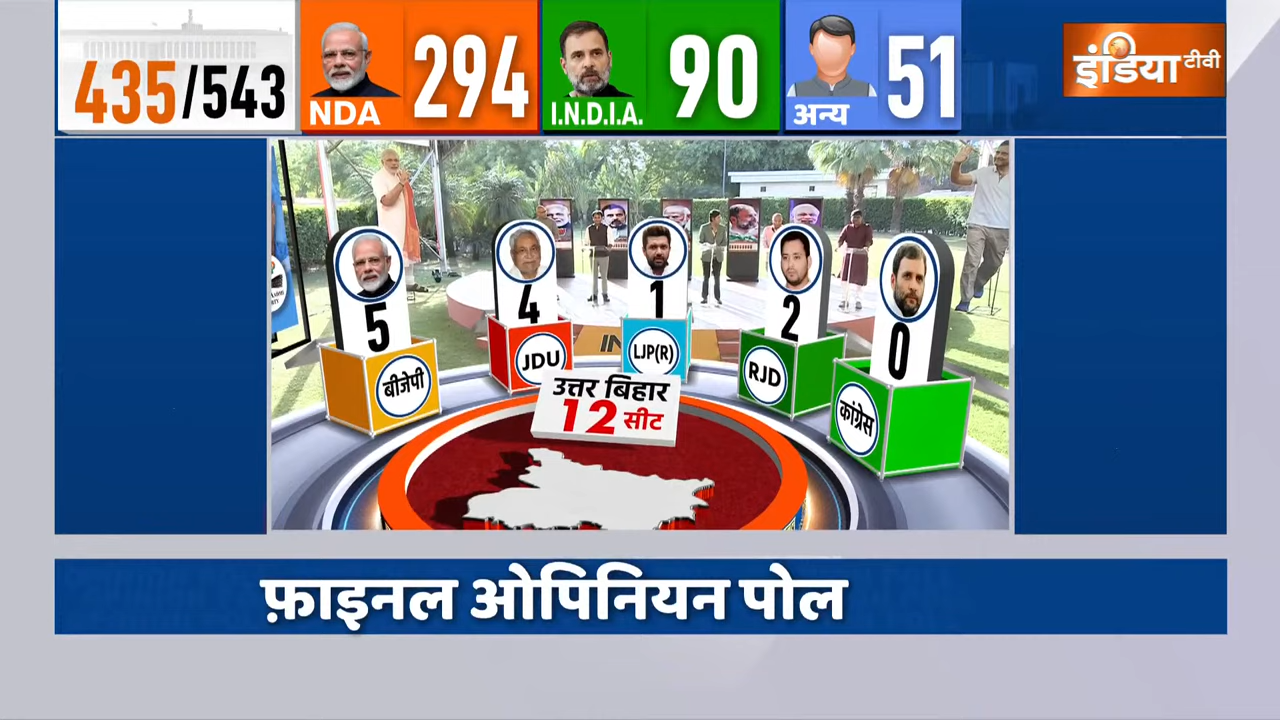 435/543
NDA 294
I.N.D.I.A. 90
अन्य 51
इंडिया टीवी
5
बीजेपी
4
JDU
1
LJP(R)
2
RJD
0
कांग्रेस
उत्तर बिहार
12 सीट
फ़ाइनल ओपिनियन पोल